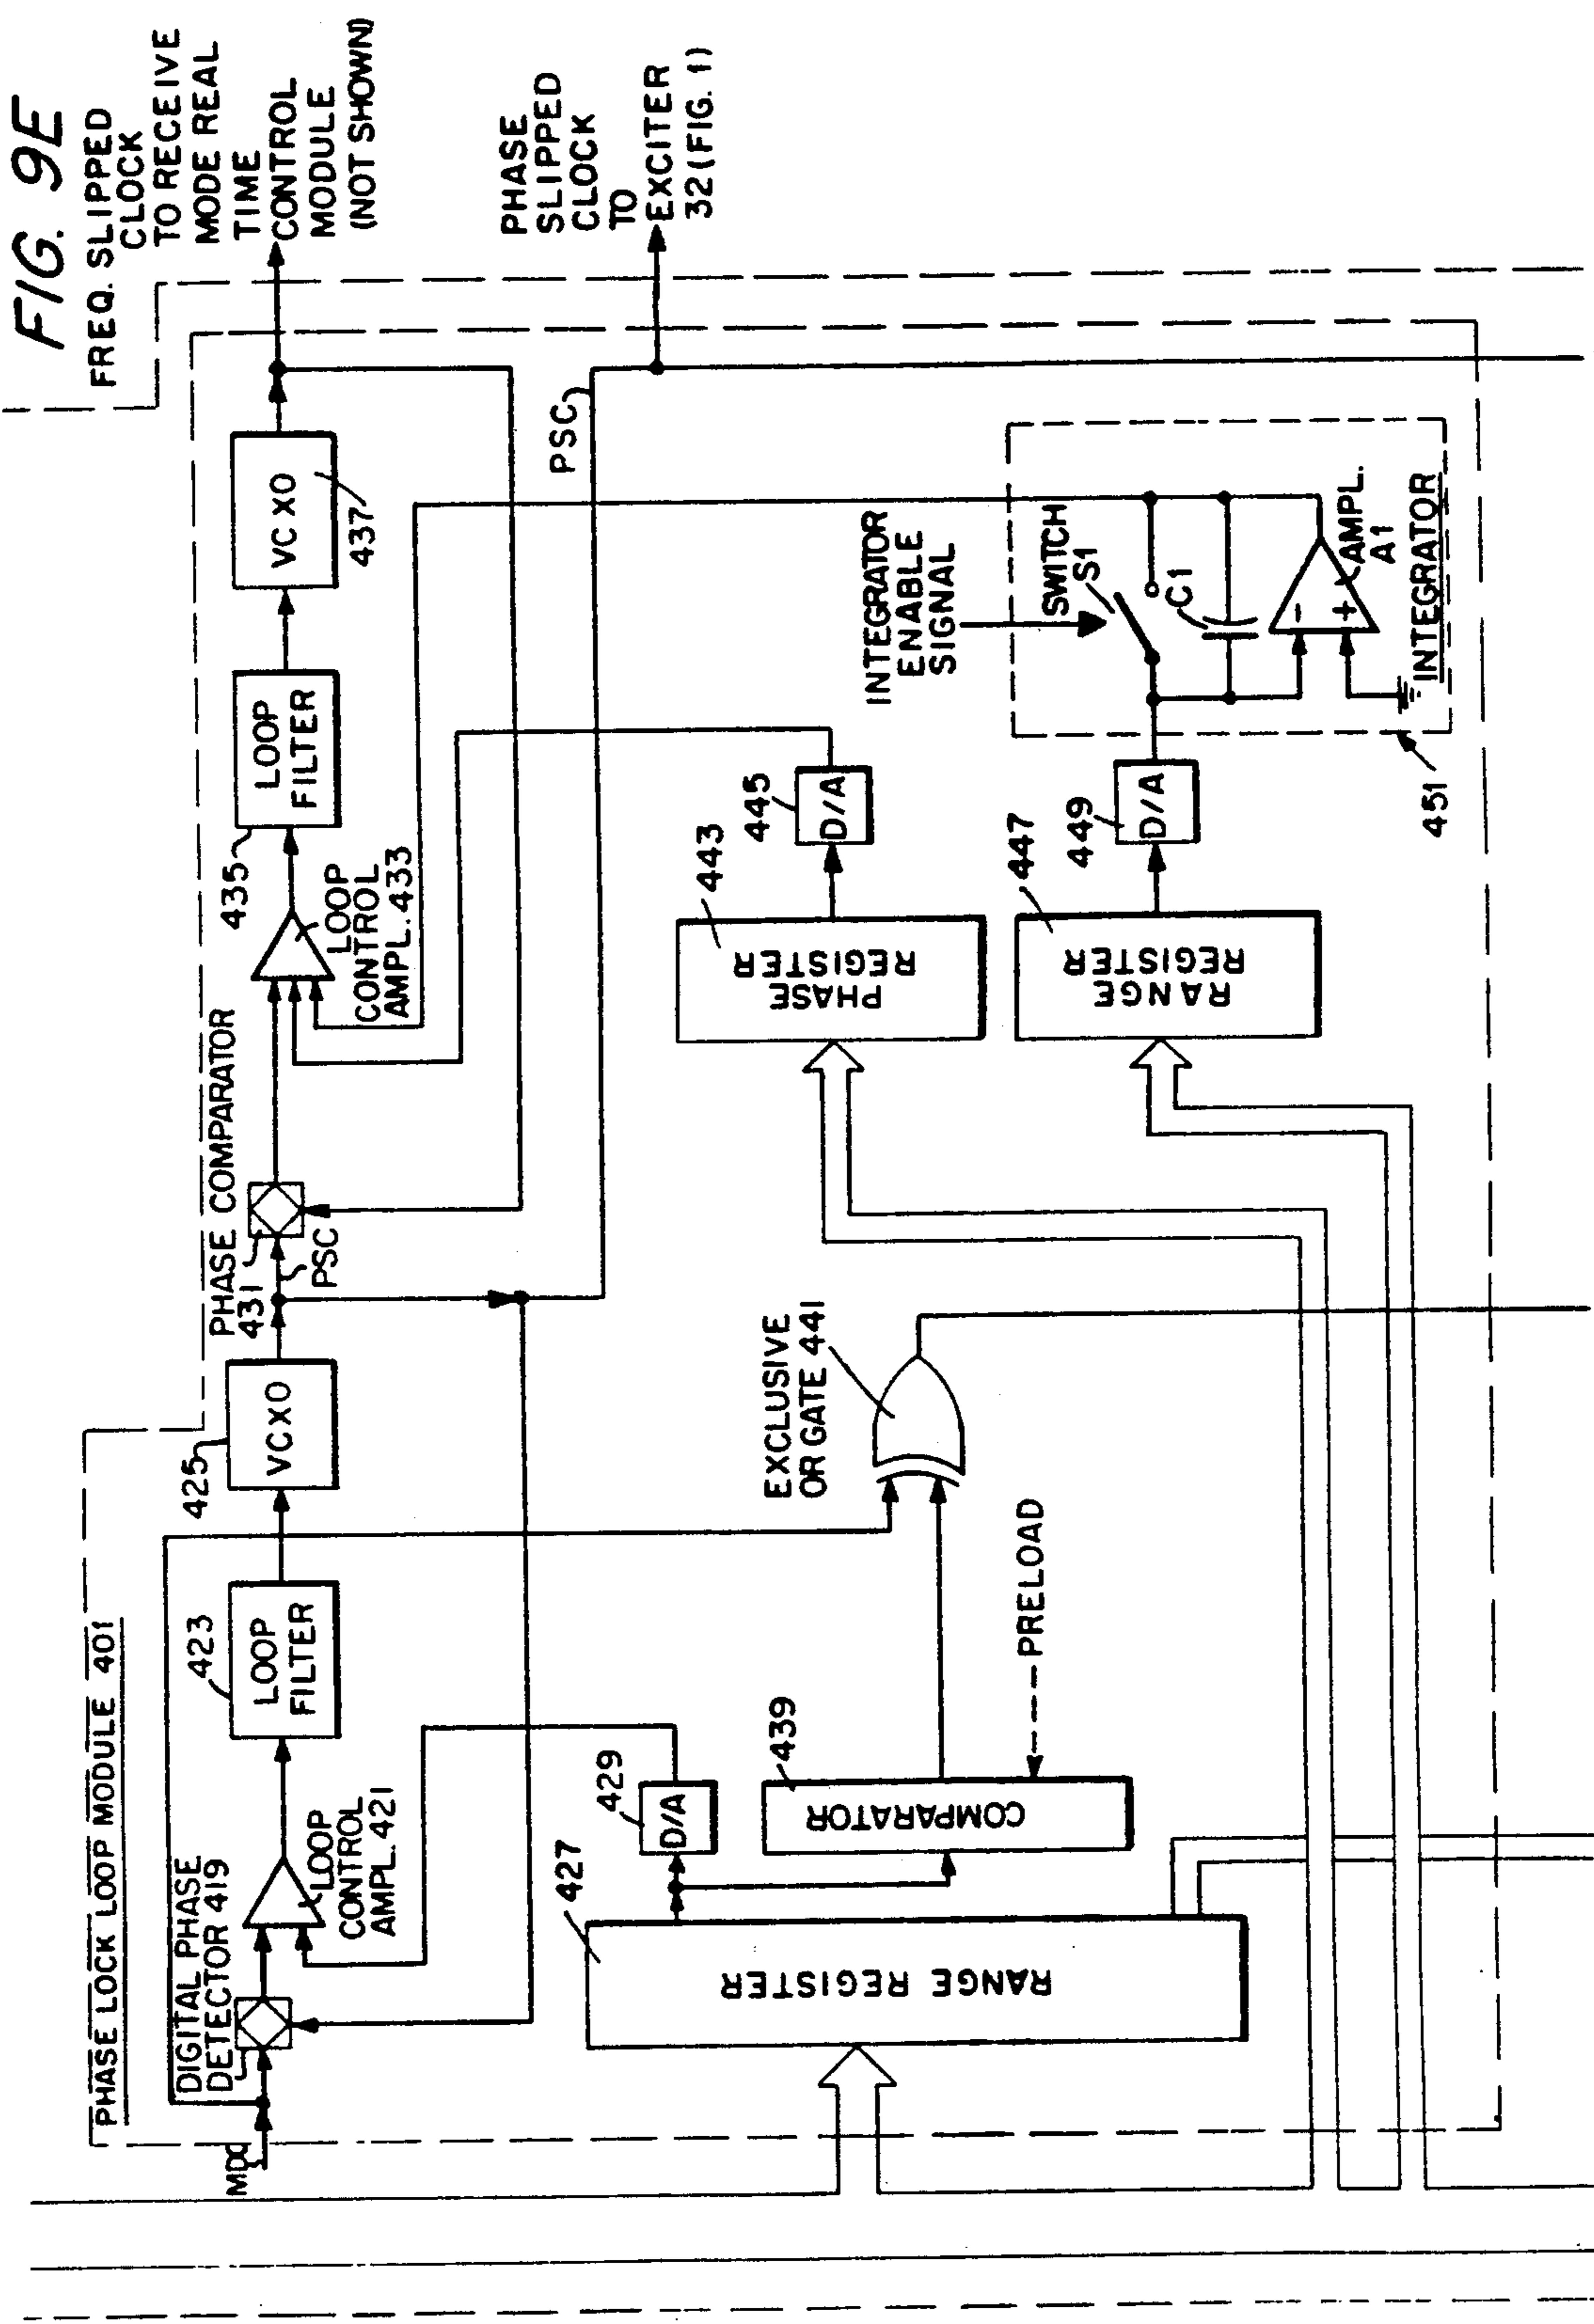 FIG. 9E
FREQ. SLIPPED
CLOCK
TO RECEIVE
MODE REAL
TIME
CONTROL
MODULE
(NOT SHOWN)
PHASE
SLIPPED
CLOCK
TO
EXCITER
32 (FIG. 1)
PHASE LOCK LOOP MODULE 401
MDC
DIGITAL PHASE
DETECTOR 419
LOOP
CONTROL
AMPL. 421
423
LOOP
FILTER
425
VCXO
PHASE COMPARATOR
431
PSC
LOOP
CONTROL
AMPL. 433
435
LOOP
FILTER
VCXO
437
PSC
427
RANGE REGISTER
429
D/A
439
COMPARATOR
PRELOAD
EXCLUSIVE
OR GATE 441
443
PHASE
REGISTER
445
D/A
447
RANGE
REGISTER
449
D/A
INTEGRATOR
ENABLE
SIGNAL
SWITCH
S1
C1
-
+
AMPL.
A1
INTEGRATOR
451